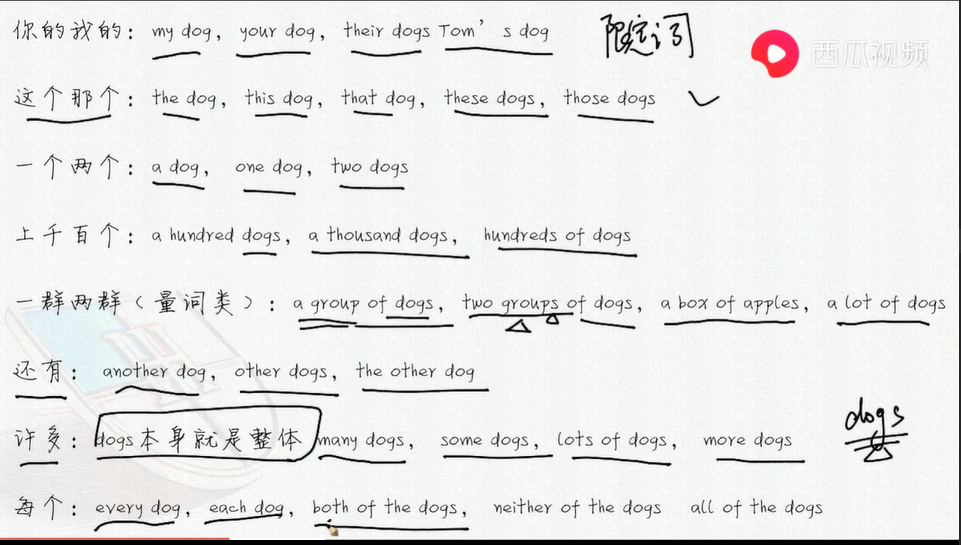 你的我的：my dog，your dog，their dogs Tom’s dog 限定词
西瓜视频
这个那个：the dog，this dog，that dog，these dogs，those dogs
一个两个：a dog， one dog，two dogs
上千百个：a hundred dogs，a thousand dogs， hundreds of dogs
一群两群（量词类）：a group of dogs，two groups of dogs，a box of apples，a lot of dogs
还有： another dog，other dogs，the other dog
许多：dogs本身就是整体 many dogs， some dogs，lots of dogs， more dogs dogs
每个：every dog，each dog，both of the dogs， neither of the dogs all of the dogs